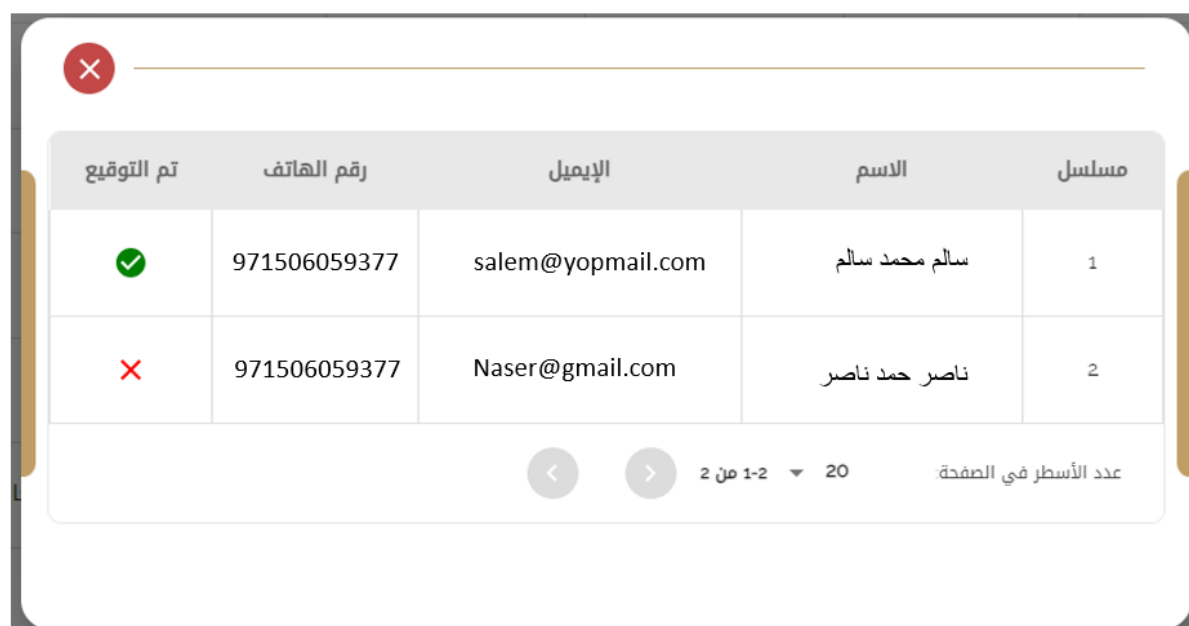 مسلسل الاسم الإيميل رقم الهاتف تم التوقيع
1 سالم محمد سالم salem@yopmail.com 971506059377
2 ناصر حمد ناصر Naser@gmail.com 971506059377
عدد الأسطر في الصفحة: 20 1-2 من 2